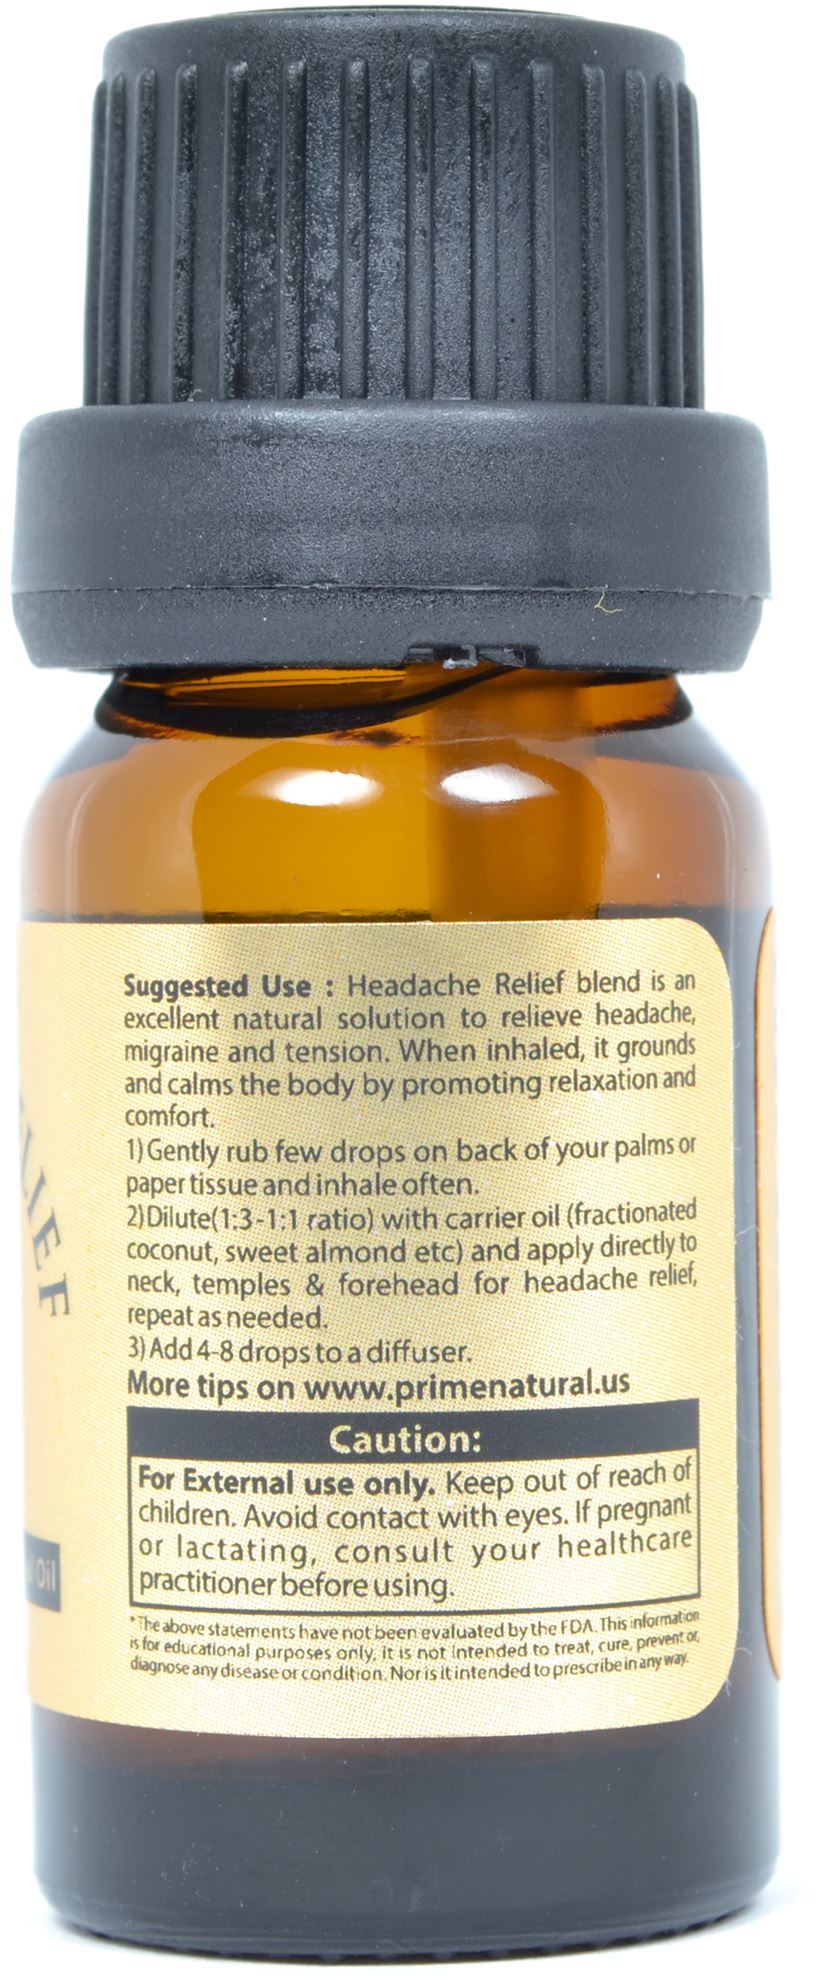 Suggested Use : Headache Relief blend is an
excellent natural solution to relieve headache,
migraine and tension. When inhaled, it grounds
and calms the body by promoting relaxation and
comfort.
1) Gently rub few drops on back of your palms or
paper tissue and inhale often.
2) Dilute(1:3-1:1 ratio) with carrier oil (fractionated
coconut, sweet almond etc) and apply directly to
neck, temples & forehead for headache relief,
repeat as needed.
3) Add 4-8 drops to a diffuser.
More tips on www.primenatural.us
Caution:
For External use only. Keep out of reach of
children. Avoid contact with eyes. If pregnant
or lactating, consult your healthcare
practitioner before using.
*The above statements have not been evaluated by the FDA. This information
is for educational purposes only, it is not intended to treat, cure, prevent or,
diagnose any disease or condition. Nor is it intended to prescribe in any way.
LIEF
Oil